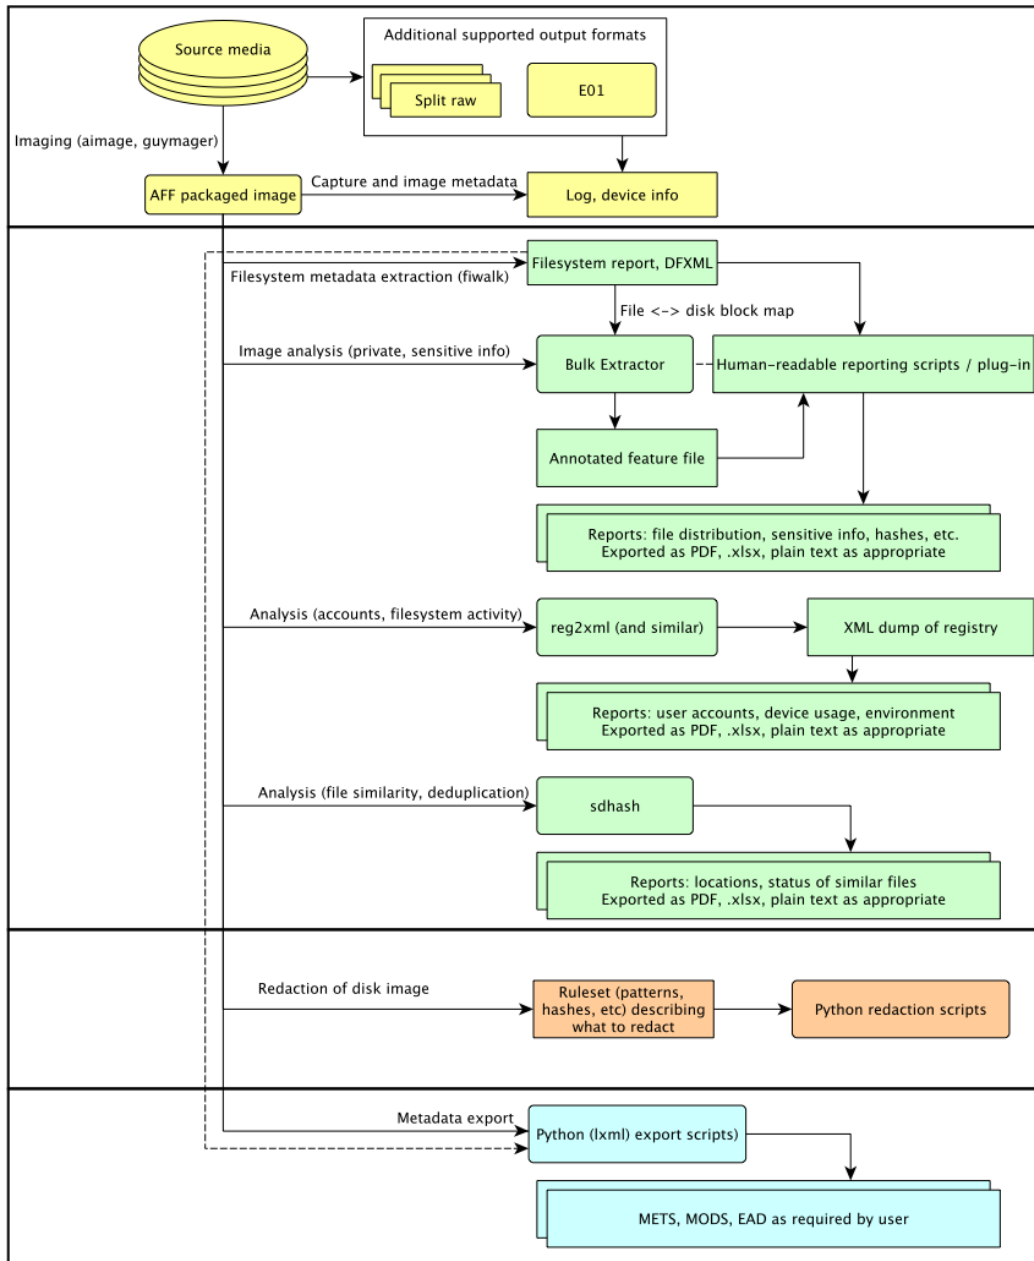 Source media
Additional supported output formats
Split raw
E01
Imaging (aimage, guymager)
AFF packaged image
Capture and image metadata
Log, device info
Filesystem report, DFXML
Filesystem metadata extraction (fiwalk)
File <-> disk block map
Image analysis (private, sensitive info)
Bulk Extractor
Human-readable reporting scripts / plug-in
Annotated feature file
Reports: file distribution, sensitive info, hashes, etc.
Exported as PDF, .xlsx, plain text as appropriate
Analysis (accounts, filesystem activity)
reg2xml (and similar)
XML dump of registry
Reports: user accounts, device usage, environment
Exported as PDF, .xlsx, plain text as appropriate
Analysis (file similarity, deduplication)
sdhash
Reports: locations, status of similar files
Exported as PDF, .xlsx, plain text as appropriate
Redaction of disk image
Ruleset (patterns,
hashes, etc) describing
what to redact
Python redaction scripts
Metadata export
Python (lxml) export scripts)
METS, MODS, EAD as required by user